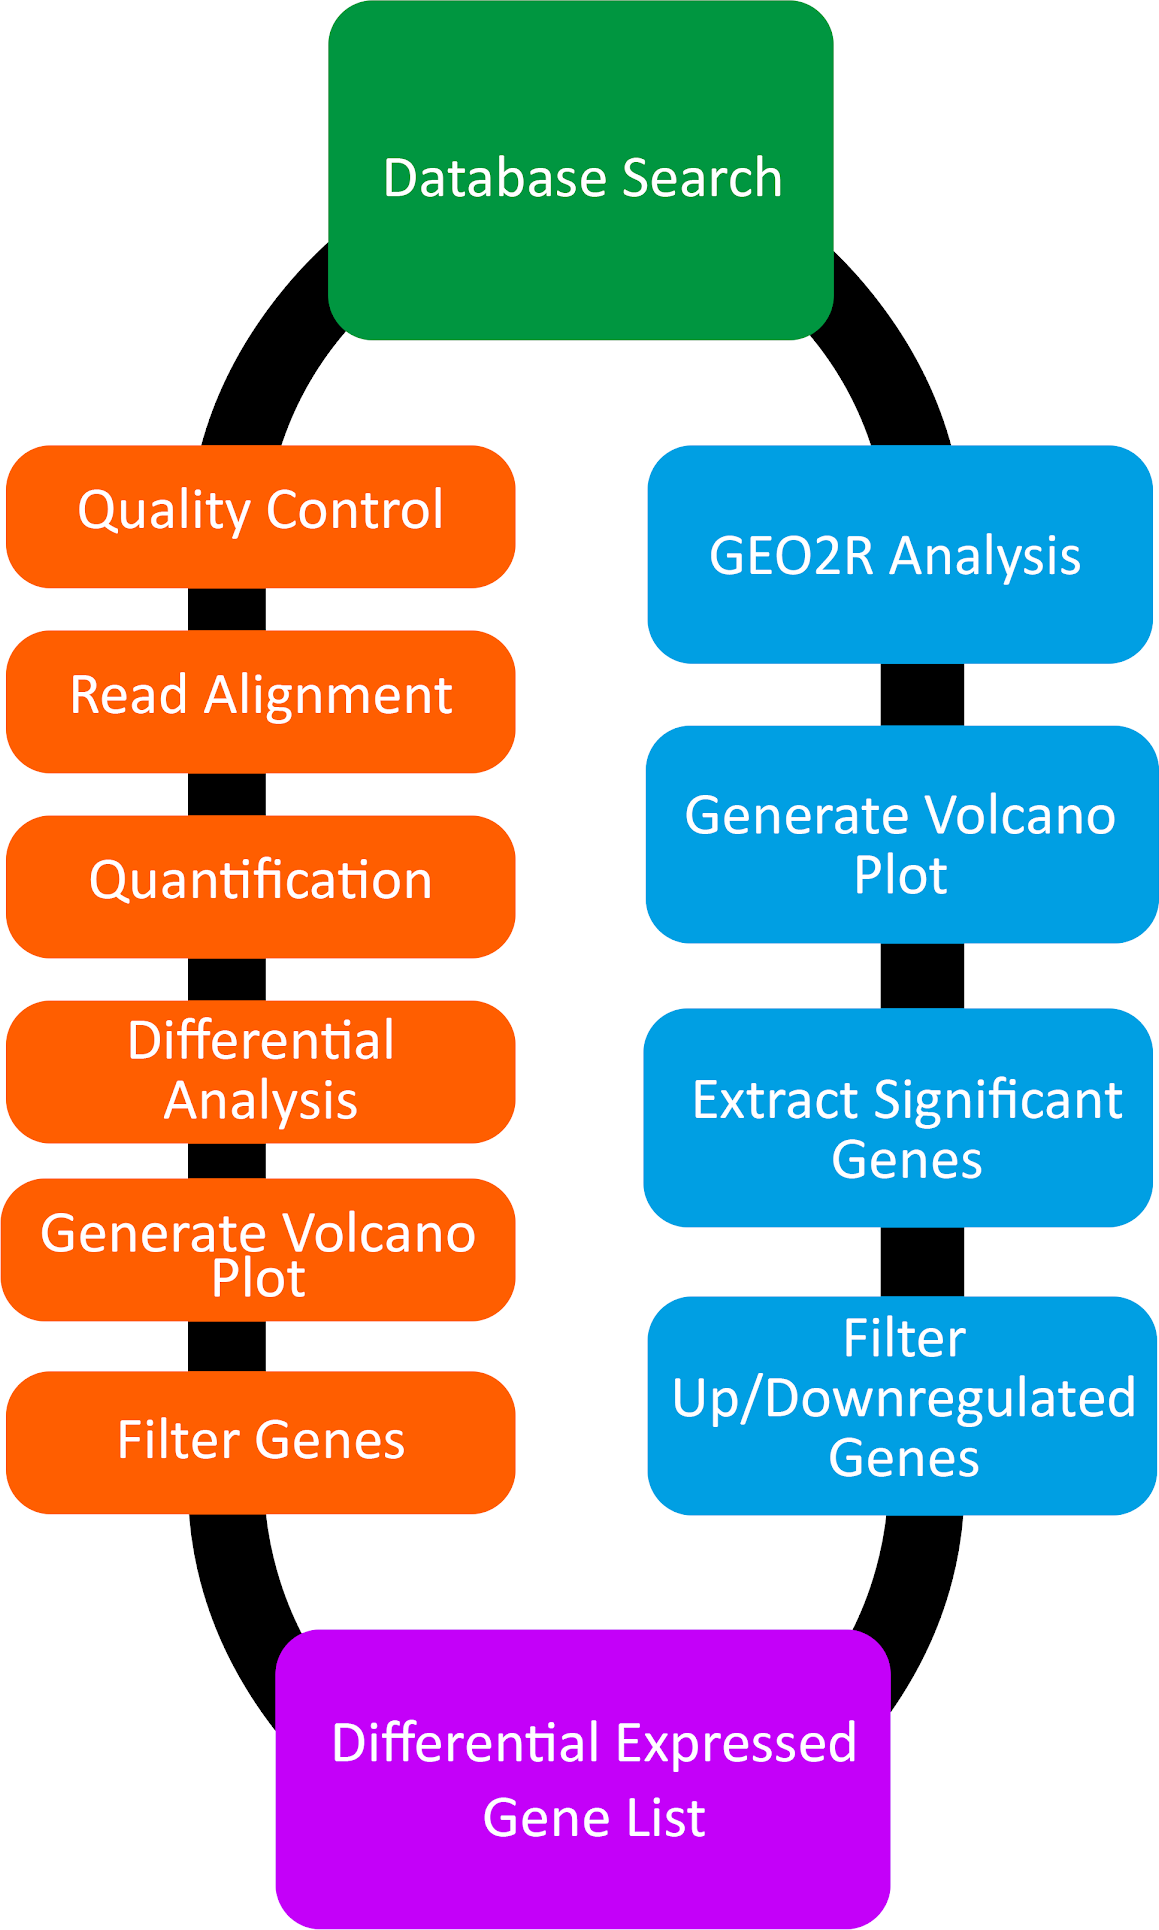 Database Search
Quality Control
Read Alignment
Quantification
Differential
Analysis
Generate Volcano
Plot
Filter Genes
GEO2R Analysis
Generate Volcano
Plot
Extract Significant
Genes
Filter
Up/Downregulated
Genes
Differential Expressed
Gene List